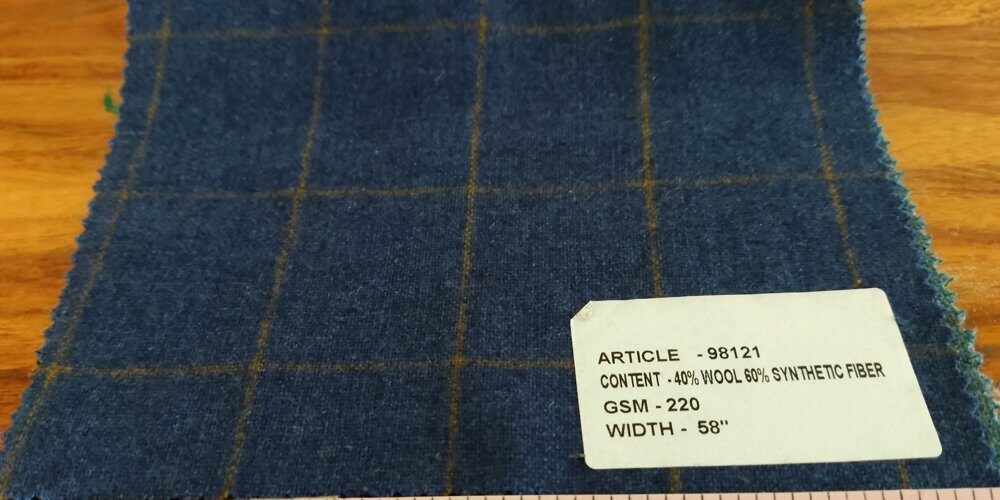 ARTICLE - 98121
CONTENT - 40% WOOL 60% SYNTHETIC FIBER
GSM - 220
WIDTH - 58"